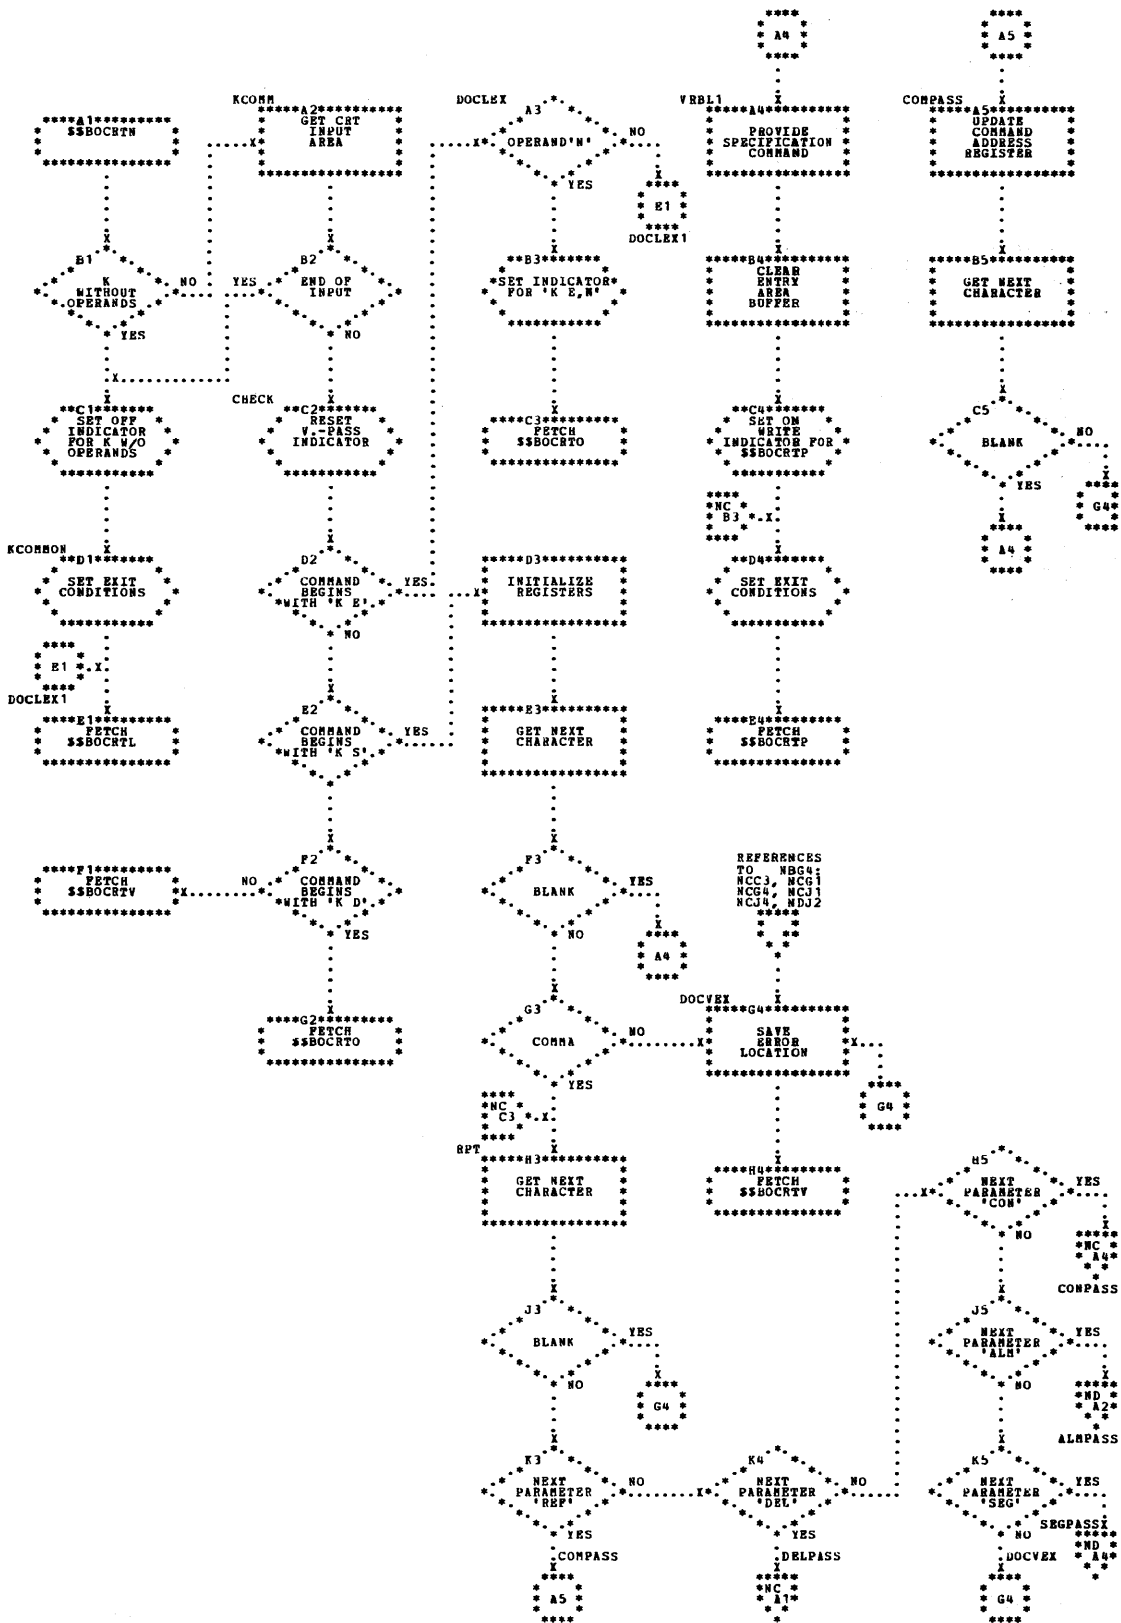 A4
A5
KCOMM
DOCLEX
VRBL1
COMPASS
A1
$$BOCRTN
A2
GET CRT
INPUT
AREA
A3
OPERAND'N'
NO
YES
E1
DOCLEX1
A4
PROVIDE
SPECIFICATION
COMMAND
A5
UPDATE
COMMAND
ADDRESS
REGISTER
B1
K
WITHOUT
OPERANDS
NO
YES
B2
END OF
INPUT
YES
NO
B3
SET INDICATOR
FOR 'K E,N'
B4
CLEAR
ENTRY
AREA
BUFFER
B5
GET NEXT
CHARACTER
CHECK
C1
SET OFF
INDICATOR
FOR K W/O
OPERANDS
C2
RESET
V.-PASS
INDICATOR
C3
FETCH
$$BOCRTO
C4
SET ON
WRITE
INDICATOR FOR
$$BOCRTP
C5
BLANK
NO
YES
G4
A4
NC
B3
KCOMMON
D1
SET EXIT
CONDITIONS
D2
COMMAND
BEGINS
WITH 'K E'
YES
NO
D3
INITIALIZE
REGISTERS
D4
SET EXIT
CONDITIONS
E1
DOCLEX1
E1
FETCH
$$BOCRTL
E2
COMMAND
BEGINS
WITH 'K S'
YES
E3
GET NEXT
CHARACTER
E4
FETCH
$$BOCRTP
F1
FETCH
$$BOCRTV
NO
F2
COMMAND
BEGINS
WITH 'K D'
YES
F3
BLANK
YES
NO
A4
REFERENCES
TO NBG4:
NCC3, NCG1
NCG4, NCJ1
NCJ4, NDJ2
DOCVEX
G2
FETCH
$$BOCRTO
G3
COMMA
NO
YES
G4
SAVE
ERROR
LOCATION
G4
NC
C3
RPT
H3
GET NEXT
CHARACTER
H4
FETCH
$$BOCRTV
H5
NEXT
PARAMETER
'CON'
YES
NO
NC
A4
CONPASS
J3
BLANK
YES
NO
G4
J5
NEXT
PARAMETER
'ALM'
YES
NO
ND
A2
ALMPASS
K3
NEXT
PARAMETER
'REF'
NO
YES
COMPASS
A5
K4
NEXT
PARAMETER
'DEL'
NO
YES
DELPASS
NC
A1
K5
NEXT
PARAMETER
'SEG'
YES
NO
SEGPASS
ND
A4
DOCVEX
G4